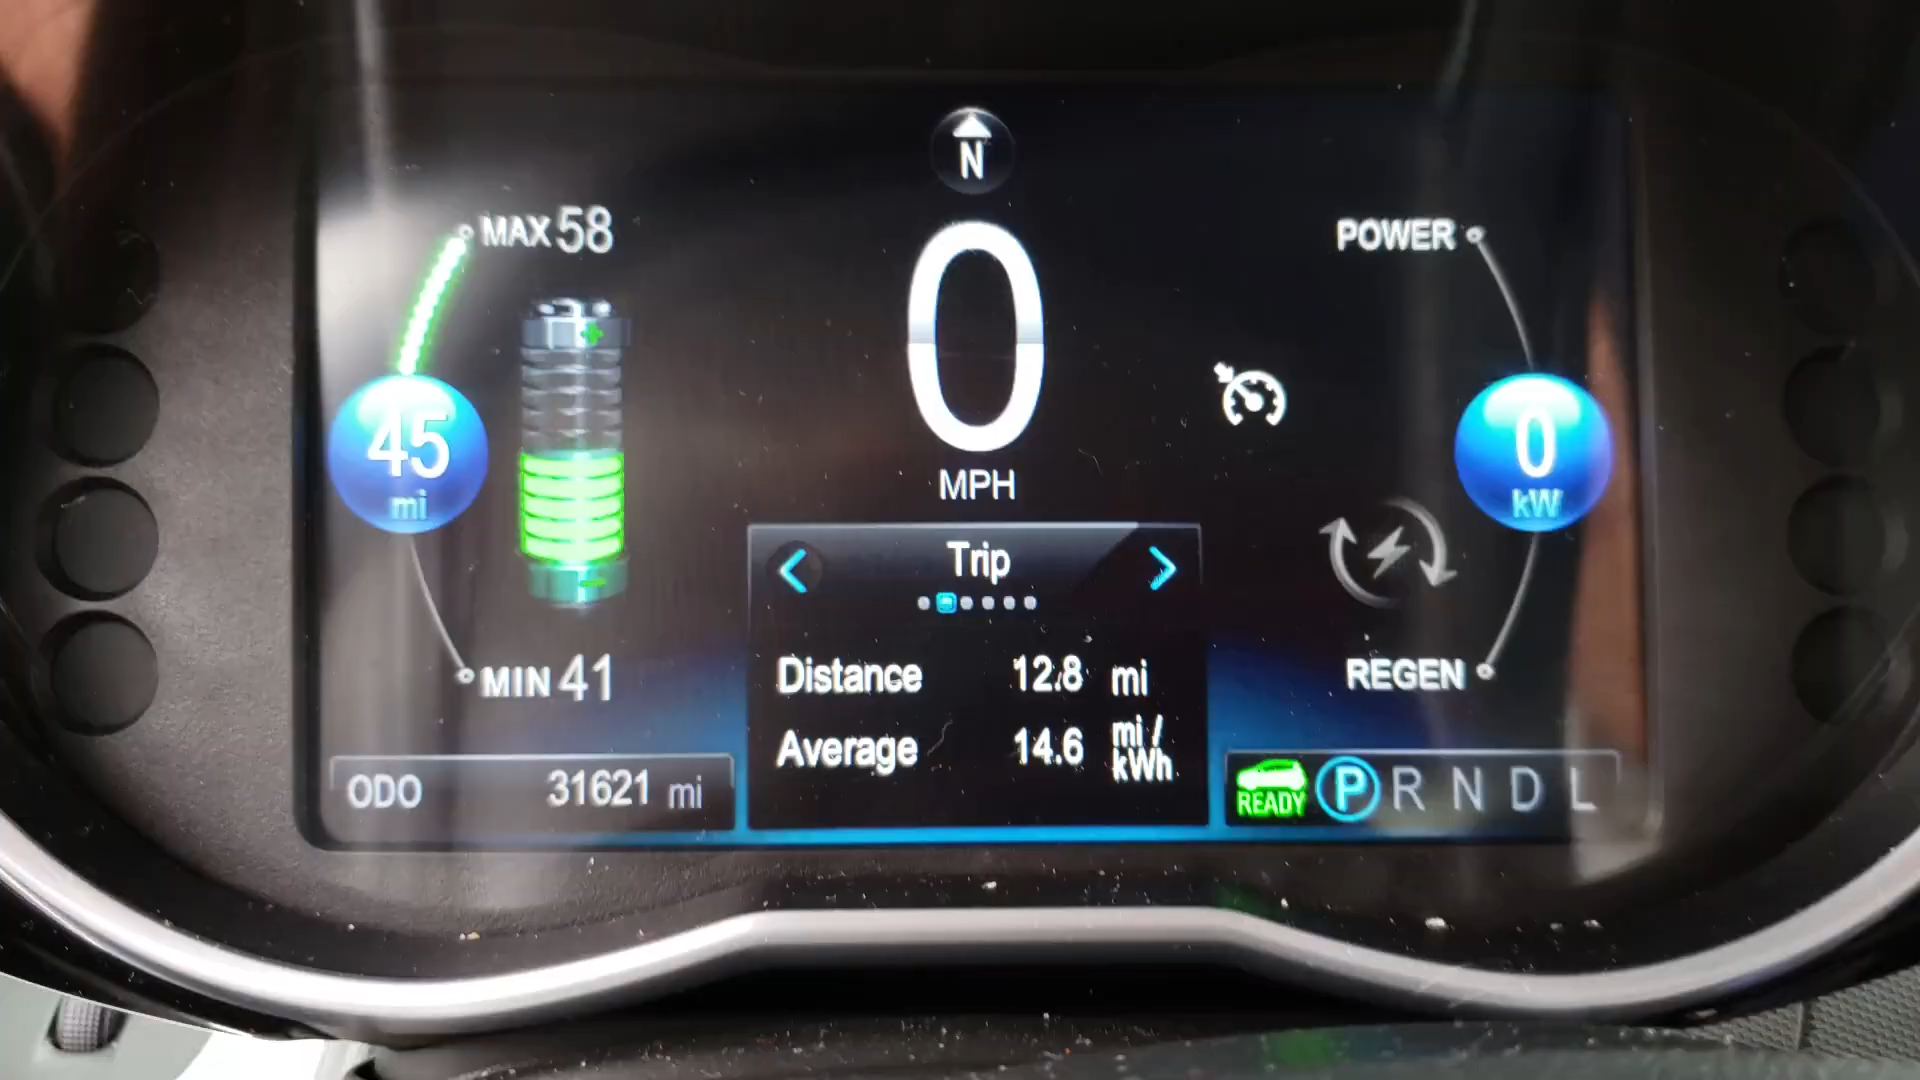 N
MAX 58
0
MPH
POWER
45
mi
0
kW
Trip
MIN 41
Distance 12.8 mi
Average 14.6 mi/kWh
REGEN
ODO 31621 mi
READY P R N D L